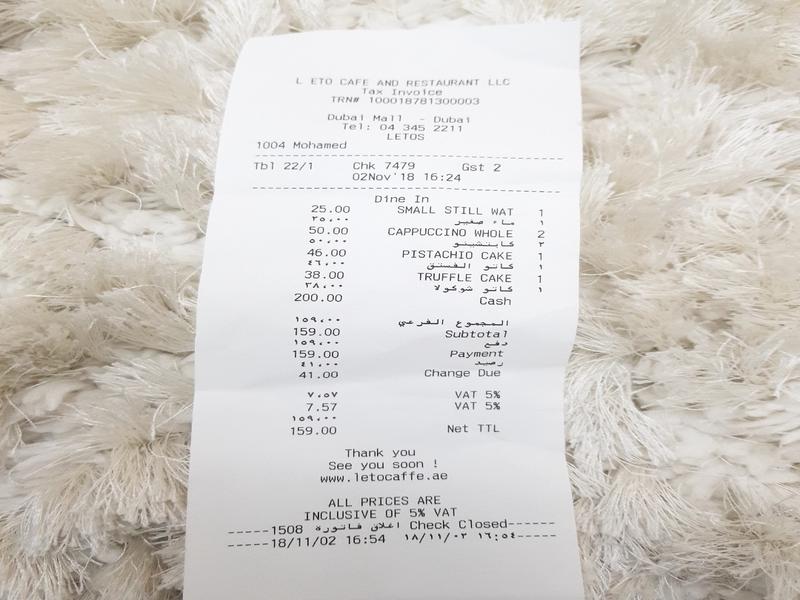 L ETO CAFE AND RESTAURANT LLC
Tax Invoice
TRN# 100018781300003
Dubai Mall - Dubai
Tel: 04 345 2211
LETOS
1004 Mohamed
Tbl 22/1 Chk 7479 Gst 2
02Nov'18 16:24
Dine In
25.00 SMALL STILL WAT 1
٢٥،٠٠ ماء صغير ١
50.00 CAPPUCCINO WHOLE 2
٥٠،٠٠ كابتشينو ٢
46.00 PISTACHIO CAKE 1
٤٦،٠٠ كاتو الفستق ١
38.00 TRUFFLE CAKE 1
٣٨،٠٠ كاتو شوكولا ١
200.00 Cash
١٥٩،٠٠ المجموع الفرعي
159.00 Subtotal
١٥٩،٠٠ دفع
159.00 Payment
٤١،٠٠ رصيد
41.00 Change Due
٧،٥٧ VAT 5%
7.57 VAT 5%
١٥٩،٠٠
159.00 Net TTL
Thank you
See you soon !
www.letocaffe.ae
ALL PRICES ARE
INCLUSIVE OF 5% VAT
-----1508 اغلاق فاتورة Check Closed------
-----18/11/02 16:54 ١٨/١١/٠٢ ١٦:٥٤-----